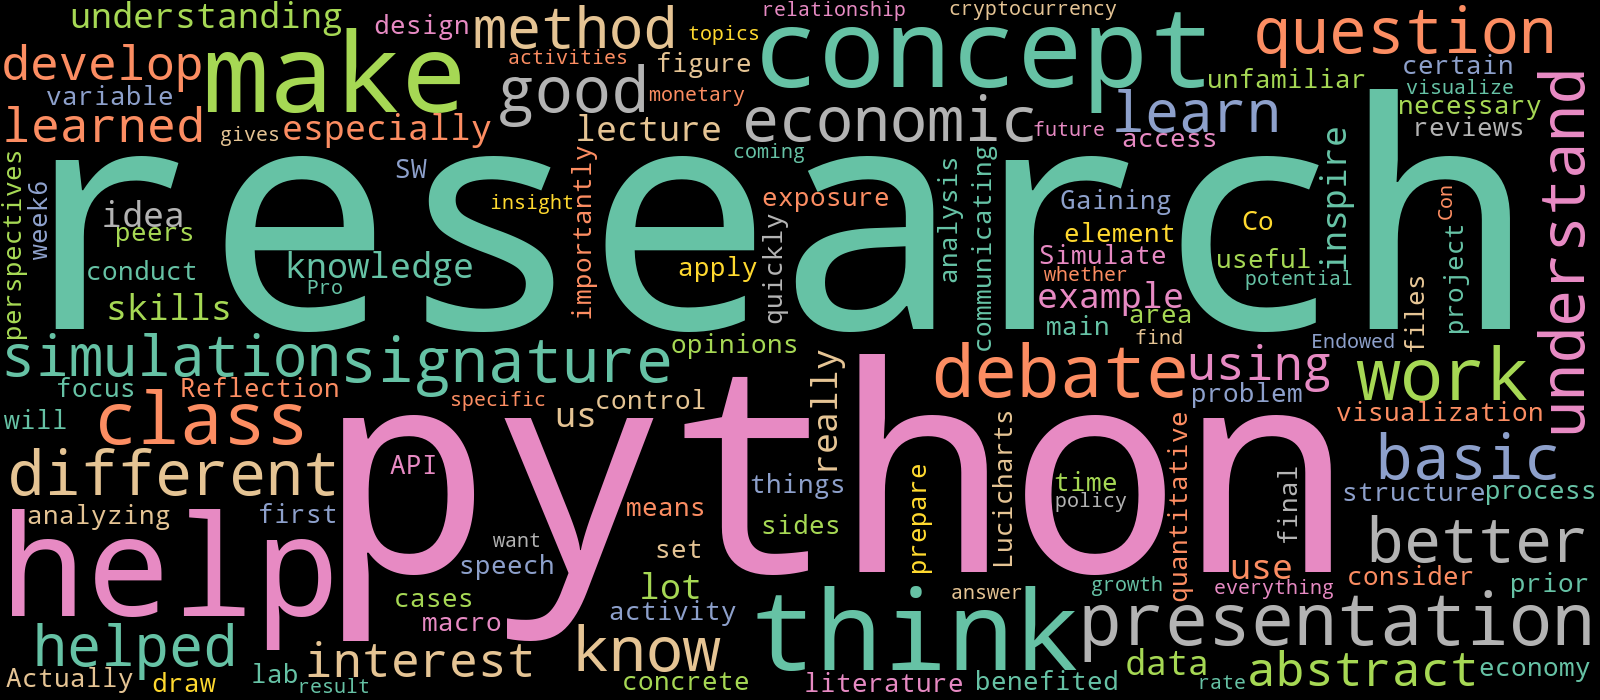 understanding
design
method
relationship
cryptocurrency
topics
concept
question
develop
make
activities
figure
certain
variable
good
monetary
unfamiliar
visualize
learned
gives
especially
lecture
economic
future
learn
necessary
access
reviews
understand
coming
research
perspectives
week6
SW
idea
peers
insight
importantly
exposure
quickly
analysis
communicating
Gaining
element
Co
inspire
Con
conduct
knowledge
Pro
apply
Simulate
whether
useful
potential
project
skills
example
area
main
find
files
simulation
signature
opinions
Endowed
debate
using
work
focus
Reflection
specific
control
really
problem
visualization
will
class
us
python
basic
different
API
things
Lucicharts
time
policy
quantitative
final
structure
process
analyzing
first
means
sides
prepare
help
want
set
better
speech
use
lot
cases
activity
answer
growth
everything
consider
prior
macro
think
presentation
helped
interest
know
Actually
draw
lab
result
concrete
literature
benefited
data
rate
abstract
economy